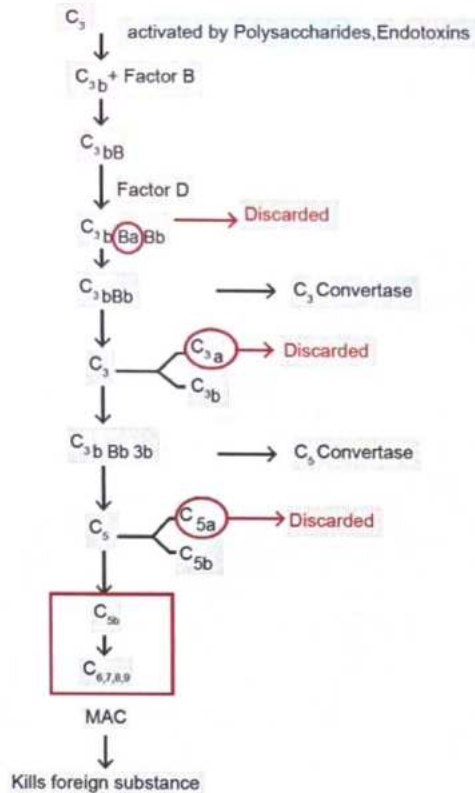 C₃
activated by Polysaccharides,Endotoxins
C₃b + Factor B
C₃bB
Factor D
C₃b Ba Bb Discarded
C₃bBb C₃ Convertase
C₃ C₃a Discarded
C₃b
C₃b Bb 3b C₅ Convertase
C₅ C5a Discarded
C5b
C5b
C6,7,8,9
MAC
Kills foreign substance